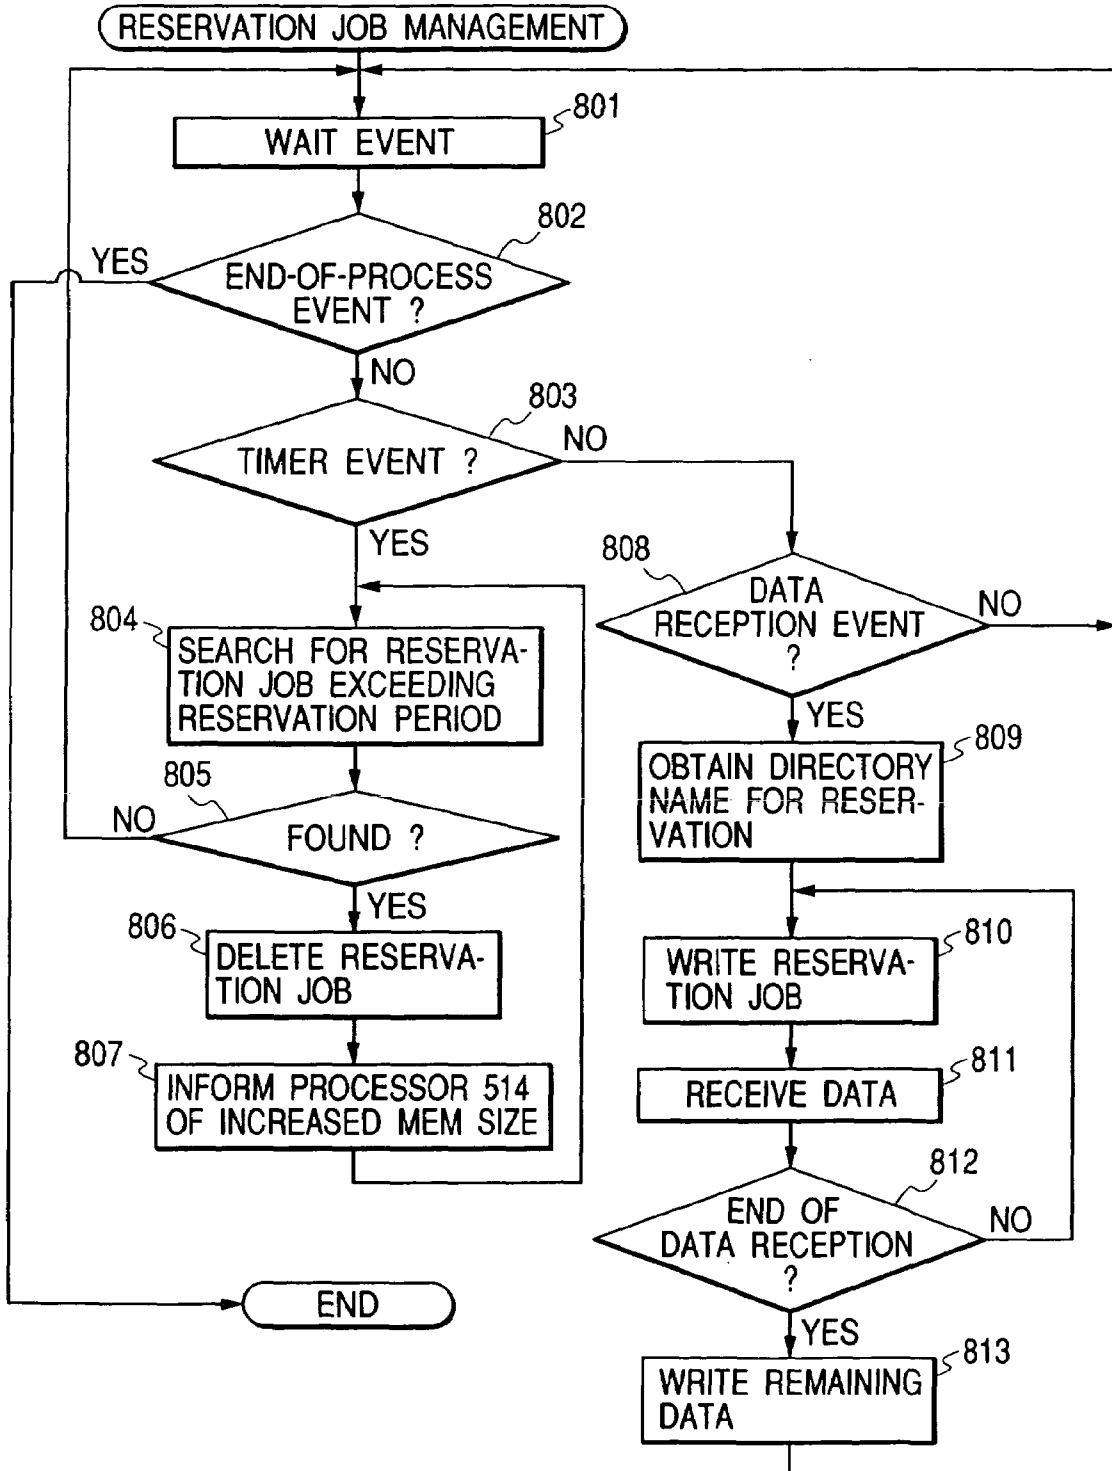 RESERVATION JOB MANAGEMENT
801
WAIT EVENT
802
YES
END-OF-PROCESS
EVENT ?
NO
803
TIMER EVENT ?
NO
YES
804
SEARCH FOR RESERVA-
TION JOB EXCEEDING
RESERVATION PERIOD
805
NO
FOUND ?
YES
806
DELETE RESERVA-
TION JOB
807
INFORM PROCESSOR 514
OF INCREASED MEM SIZE
END
808
DATA
RECEPTION EVENT
?
NO
YES
809
OBTAIN DIRECTORY
NAME FOR RESER-
VATION
810
WRITE RESERVA-
TION JOB
811
RECEIVE DATA
812
END OF
DATA RECEPTION
?
NO
YES
813
WRITE REMAINING
DATA